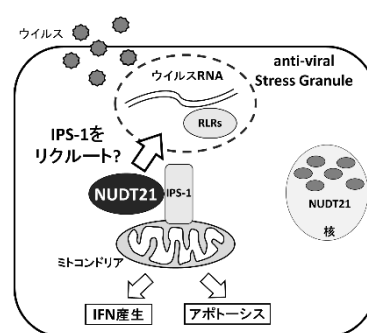 ウイルス
anti-viral
Stress Granule
ウイルスRNA
RLRs
IPS-1を
リクルート?
NUDT21
IPS-1
NUDT21
核
ミトコンドリア
IFN産生
アポトーシス